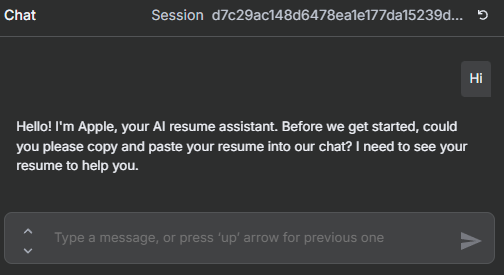 Chat Session d7c29ac148d6478ea1e177da15239d...
Hi
Hello! I'm Apple, your AI resume assistant. Before we get started, could
you please copy and paste your resume into our chat? I need to see your
resume to help you.
Type a message, or press 'up' arrow for previous one